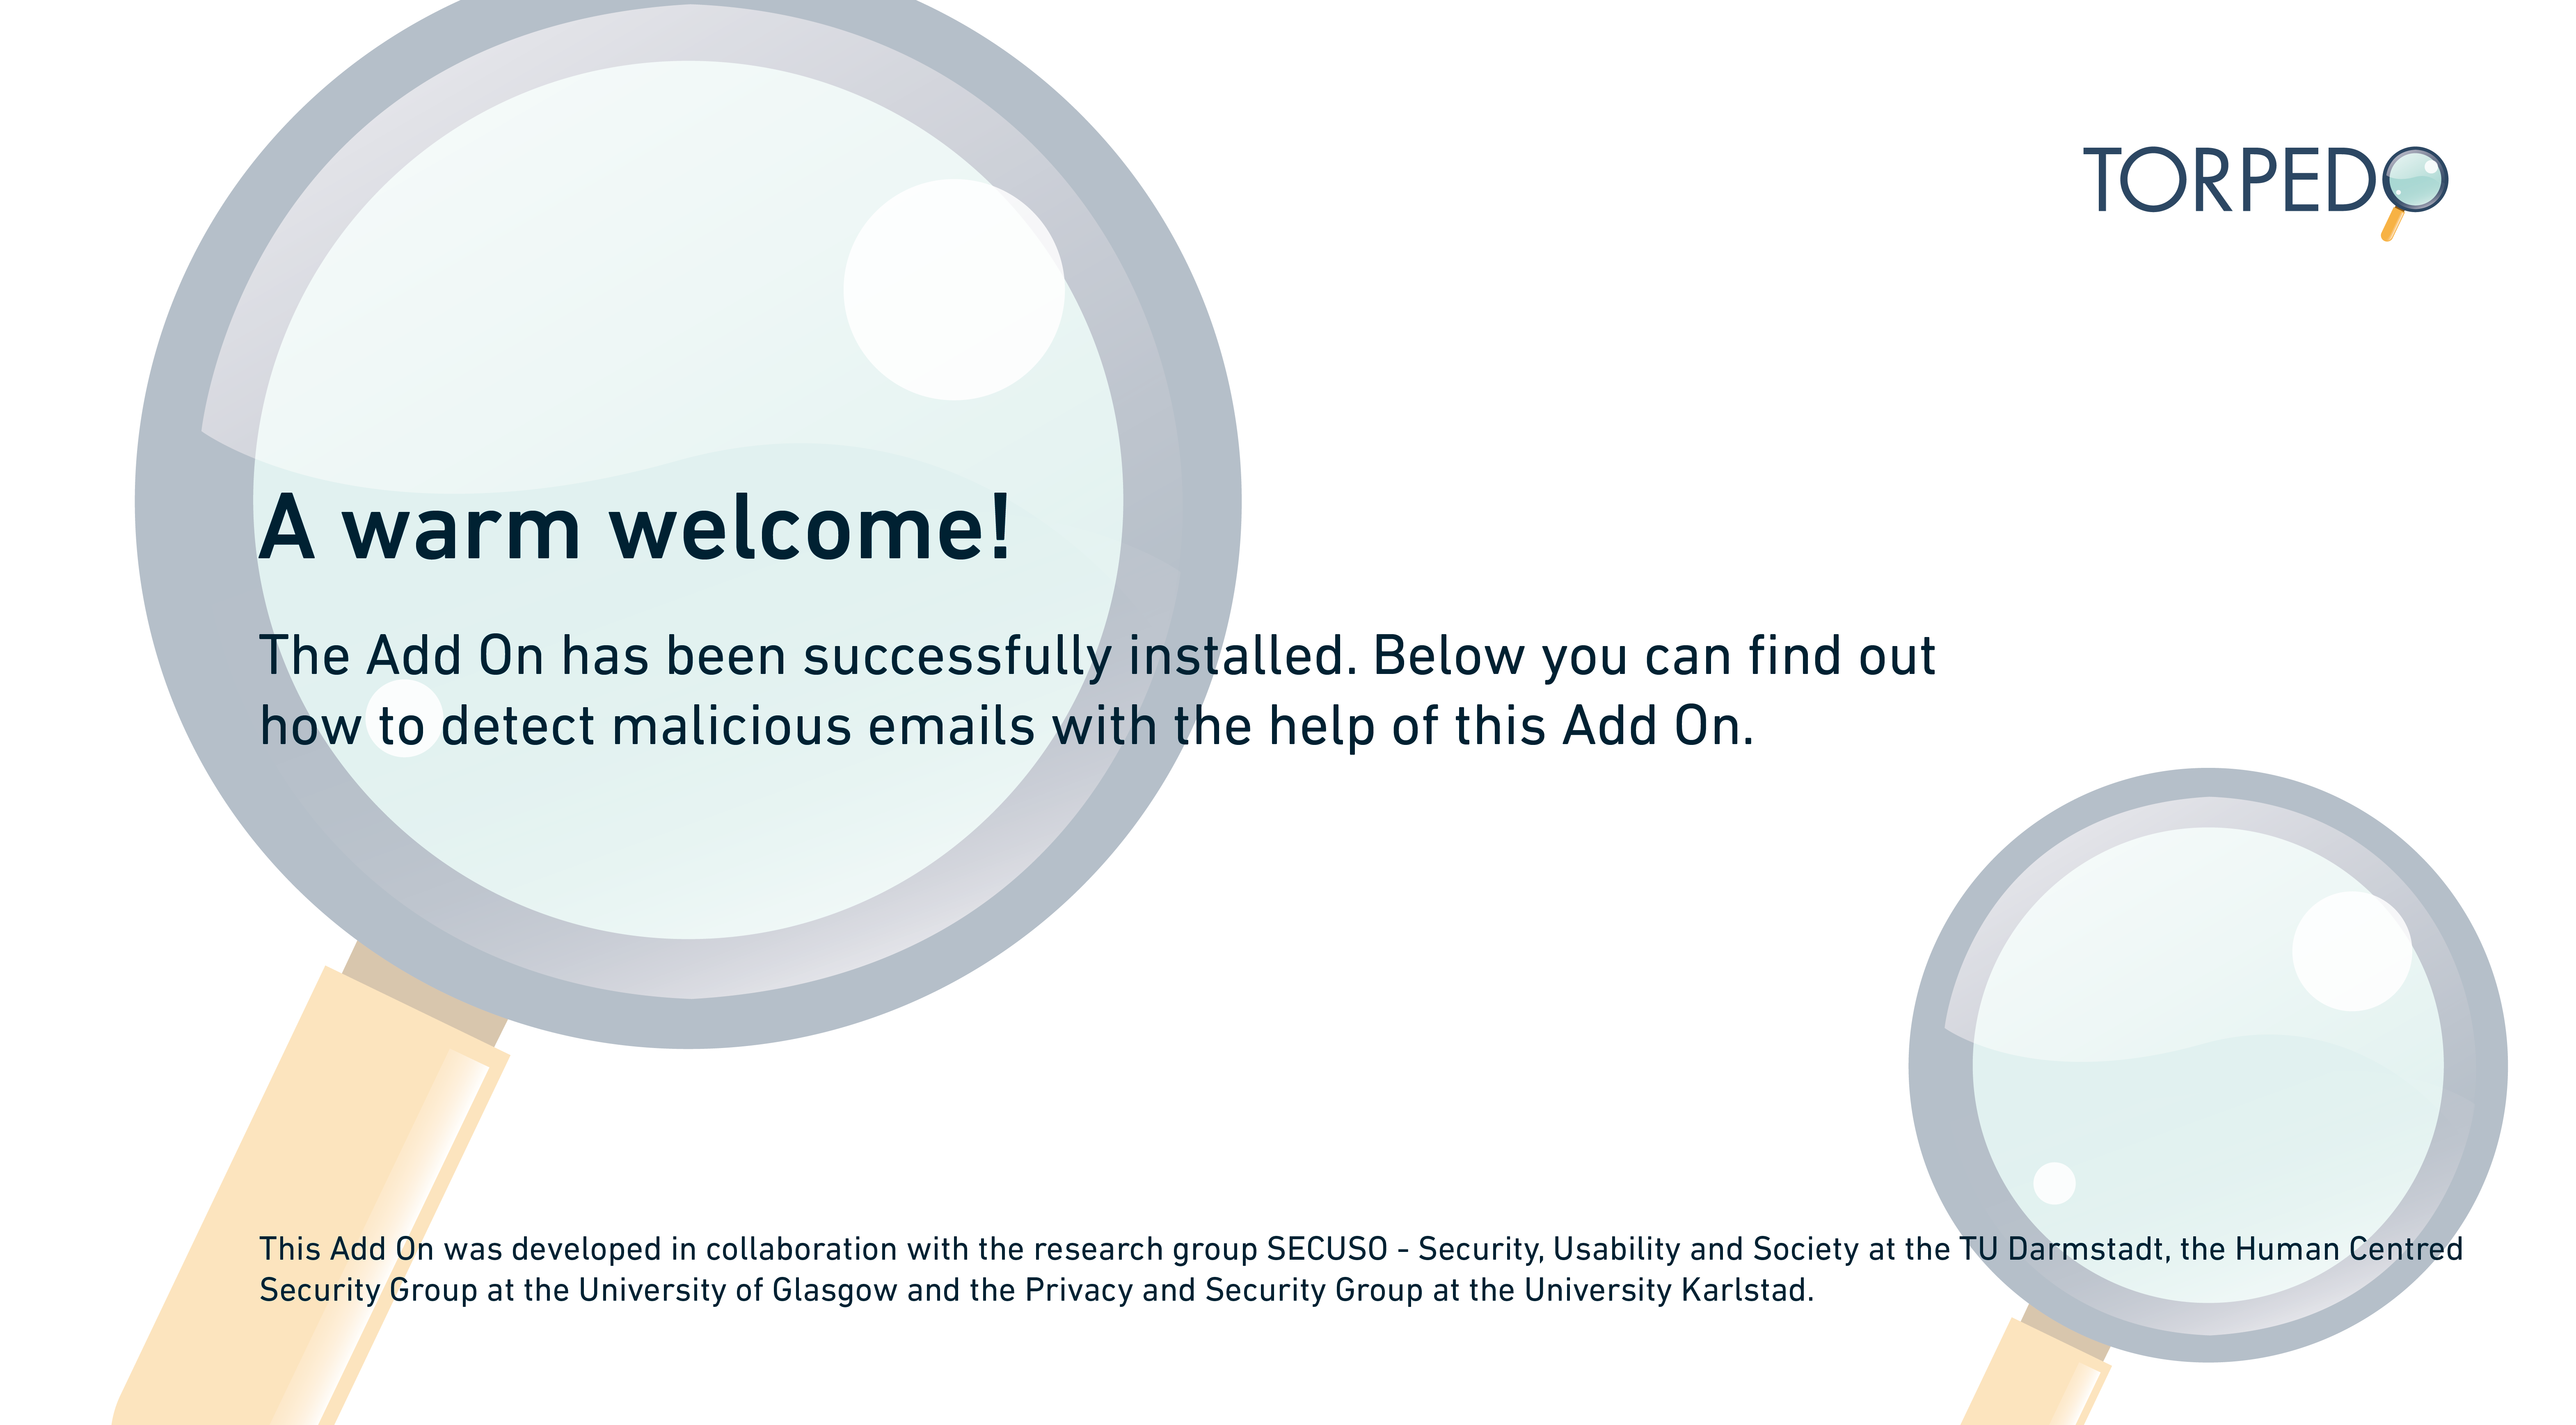 TORPEDO
A warm welcome!
The Add On has been successfully installed. Below you can find out
how to detect malicious emails with the help of this Add On.
This Add On was developed in collaboration with the research group SECUSO - Security, Usability and Society at the TU Darmstadt, the Human Centred
Security Group at the University of Glasgow and the Privacy and Security Group at the University Karlstad.